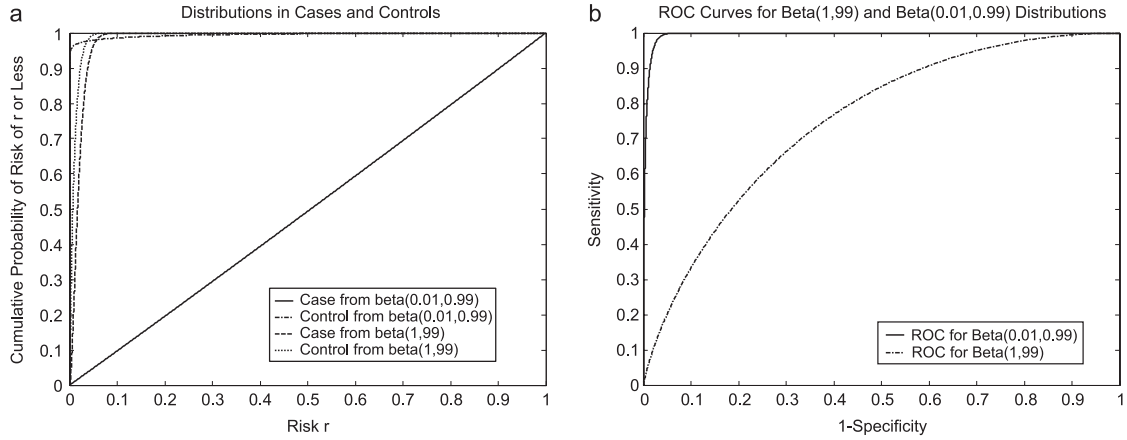 a
Distributions in Cases and Controls
Cumulative Probability of Risk of r or Less
1
0.9
0.8
0.7
0.6
0.5
0.4
0.3
0.2
0.1
0
Case from beta(0.01,0.99)
Control from beta(0.01,0.99)
Case from beta(1,99)
Control from beta(1,99)
0 0.1 0.2 0.3 0.4 0.5 0.6 0.7 0.8 0.9 1
Risk r
b
ROC Curves for Beta(1,99) and Beta(0.01,0.99) Distributions
Sensitivity
1
0.9
0.8
0.7
0.6
0.5
0.4
0.3
0.2
0.1
0
ROC for Beta(0.01,0.99)
ROC for Beta(1,99)
0 0.1 0.2 0.3 0.4 0.5 0.6 0.7 0.8 0.9 1
1-Specificity